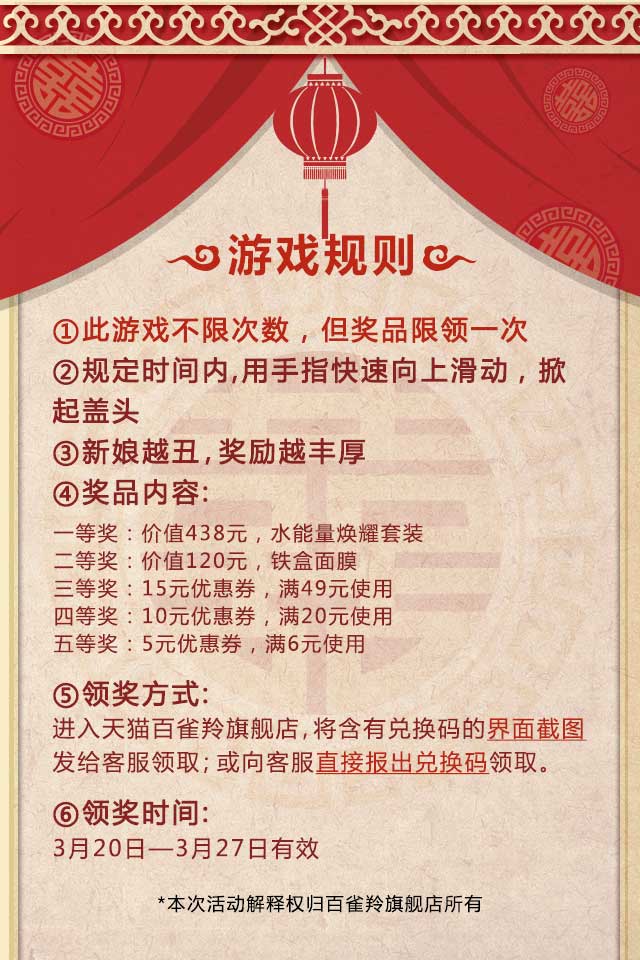 游戏规则
①此游戏不限次数，但奖品限领一次
②规定时间内,用手指快速向上滑动，掀
起盖头
③新娘越丑,奖励越丰厚
④奖品内容:
一等奖：价值438元，水能量焕耀套装
二等奖：价值120元，铁盒面膜
三等奖：15元优惠券，满49元使用
四等奖：10元优惠券，满20元使用
五等奖：5元优惠券，满6元使用
⑤领奖方式:
进入天猫百雀羚旗舰店,将含有兑换码的界面截图
发给客服领取;或向客服直接报出兑换码领取。
⑥领奖时间:
3月20日—3月27日有效
*本次活动解释权归百雀羚旗舰店所有